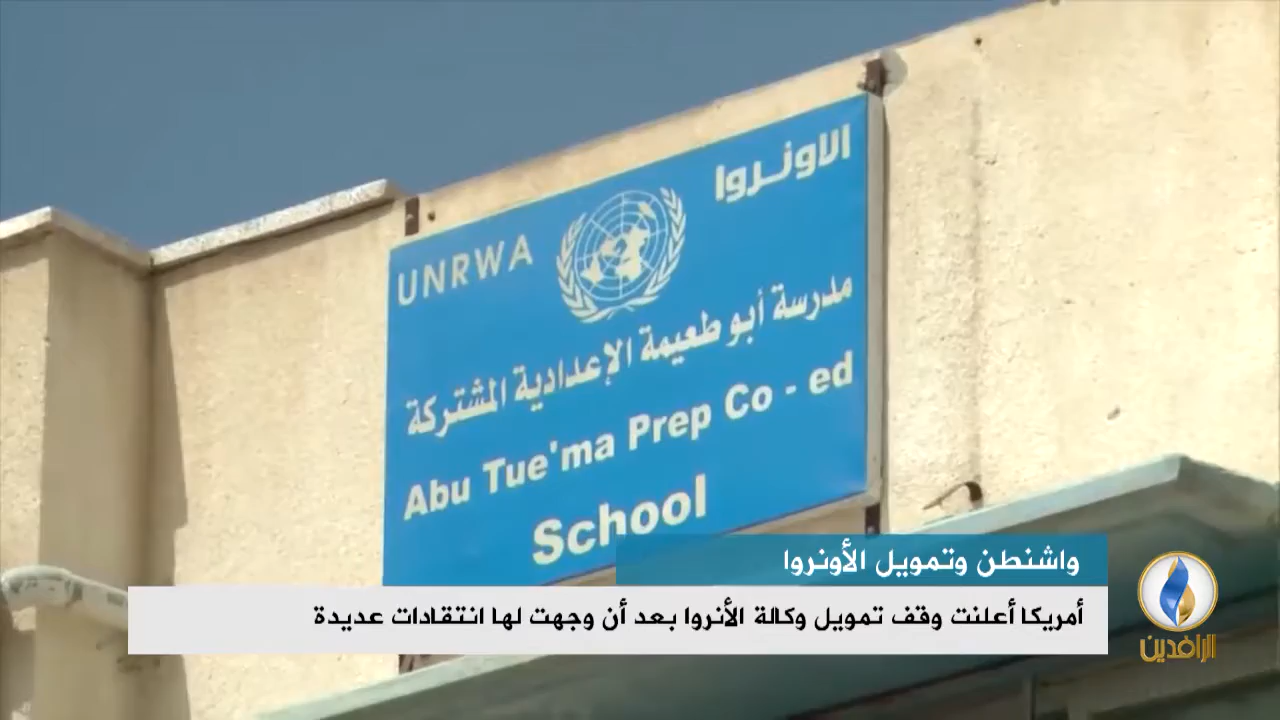 الاونروا
UNRWA
مدرسة أبو طعيمة الإعدادية المشتركة
Abu Tue'ma Prep Co - ed
School
واشنطن وتمويل الأونروا
أمريكا أعلنت وقف تمويل وكالة الأنروا بعد أن وجهت لها انتقادات عديدة
الرافدين